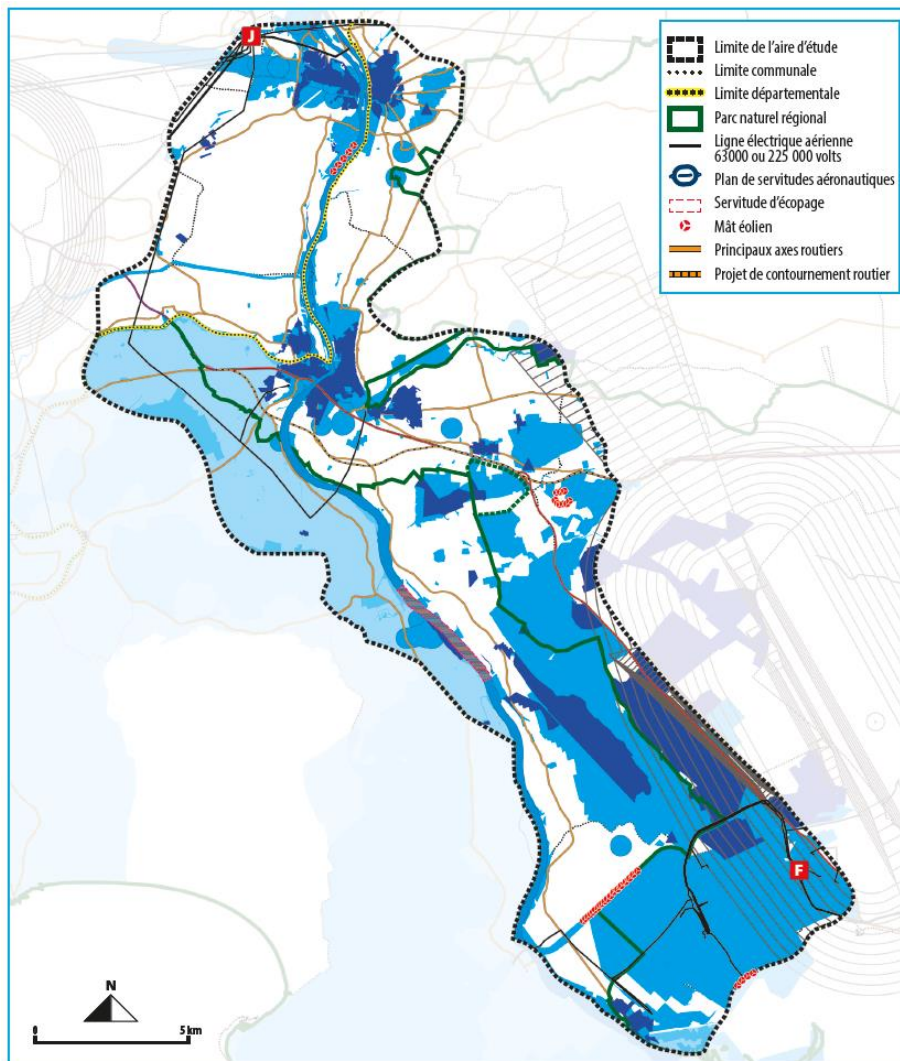 J
Limite de l'aire d'étude
Limite communale
Limite départementale
Parc naturel régional
Ligne électrique aérienne
63000 ou 225 000 volts
Plan de servitudes aéronautiques
Servitude d'écopage
Mât éolien
Principaux axes routiers
Projet de contournement routier
F
N
0
5 km